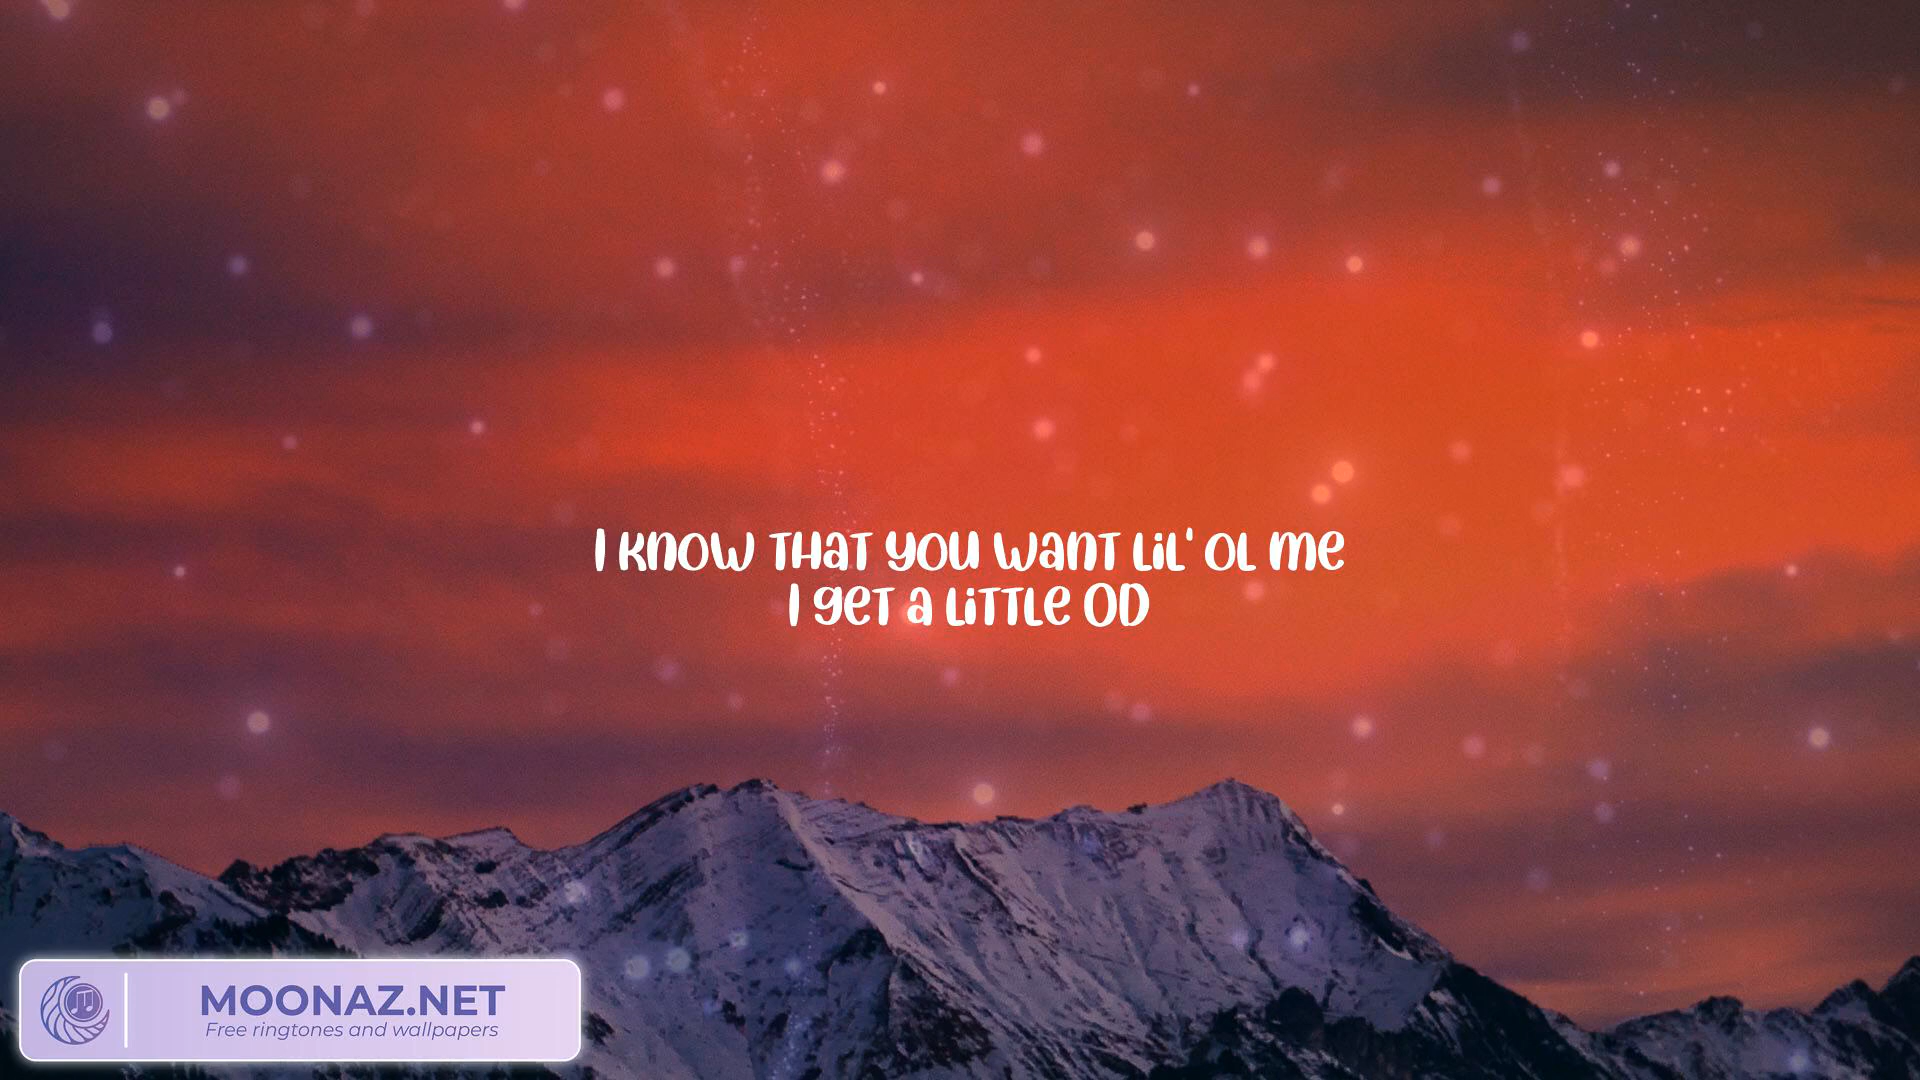 I know that you want lil' ol me
I get a little OD
MOONAZ.NET
Free ringtones and wallpapers